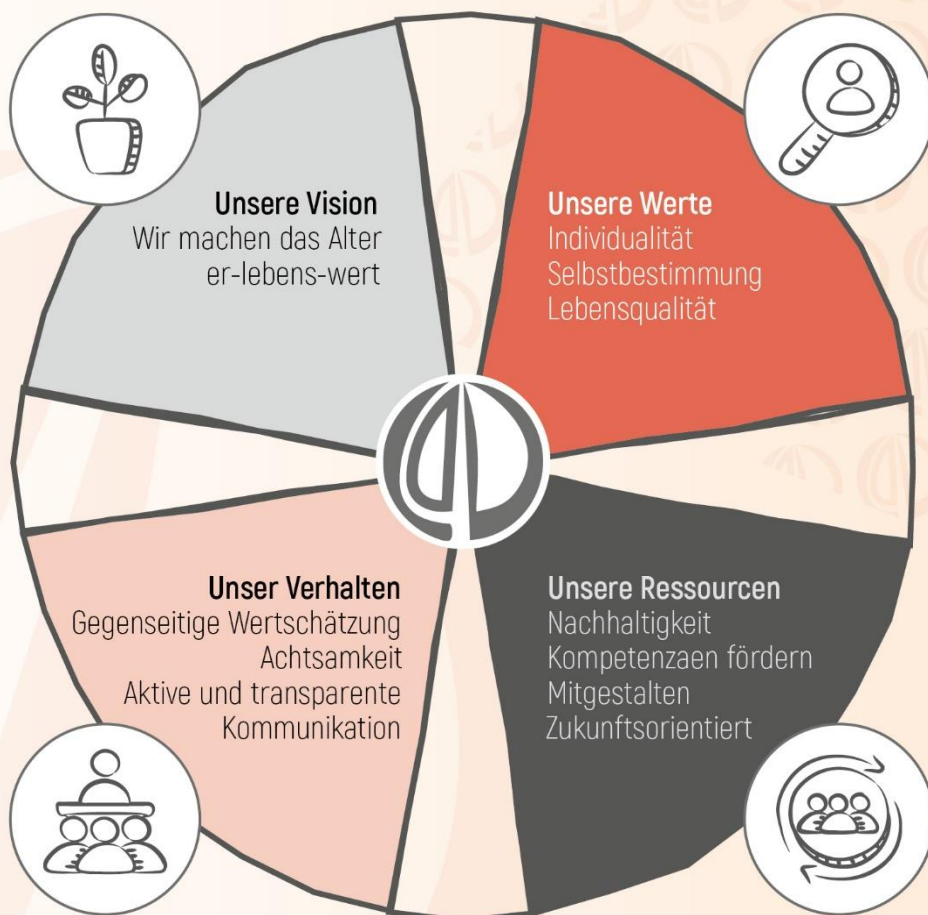 Unsere Vision
Wir machen das Alter
er-lebens-wert
Unsere Werte
Individualität
Selbstbestimmung
Lebensqualität
Unser Verhalten
Gegenseitige Wertschätzung
Achtsamkeit
Aktive und transparente
Kommunikation
Unsere Ressourcen
Nachhaltigkeit
Kompetenzaen fördern
Mitgestalten
Zukunftsorientiert